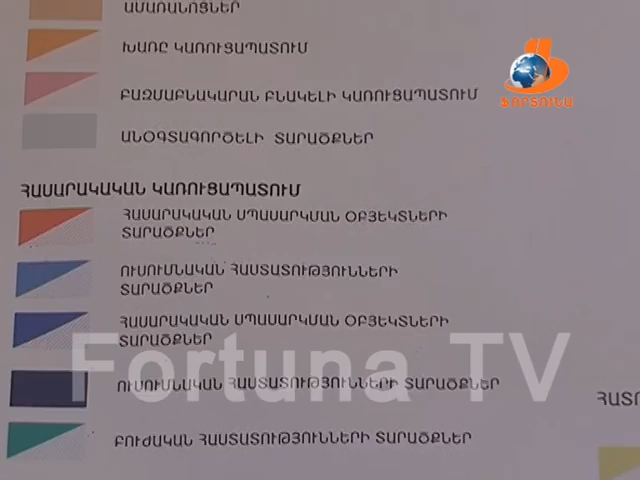 ԱՄԱՌԱՆՈՑՆԵՐ
ԽԱՌԸ ԿԱՌՈՒՑԱՊԱՏՈՒՄ
ԲԱԶՄԱԲՆԱԿԱՐԱՆ ԲՆԱԿԵԼԻ ԿԱՌՈՒՑԱՊԱՏՈՒՄ
ՖՈՐՏՈՒՆԱ
ԱՆՕԳՏԱԳՈՐԾԵԼԻ ՏԱՐԱԾՔՆԵՐ
ՀԱՍԱՐԱԿԱԿԱՆ ԿԱՌՈՒՑԱՊԱՏՈՒՄ
ՀԱՍԱՐԱԿԱԿԱՆ ՍՊԱՍԱՐԿՄԱՆ ՕԲՅԵԿՏՆԵՐԻ
ՏԱՐԱԾՔՆԵՐ
ՈՒՍՈՒՄՆԱԿԱՆ ՀԱՍՏԱՏՈՒԹՅՈՒՆՆԵՐԻ
ՏԱՐԱԾՔՆԵՐ
ՀԱՍԱՐԱԿԱԿԱՆ ՍՊԱՍԱՐԿՄԱՆ ՕԲՅԵԿՏՆԵՐԻ
ՏԱՐԱԾՔՆԵՐ
Fortuna TV
ՈՒՍՈՒՄՆԱԿԱՆ ՀԱՍՏԱՏՈՒԹՅՈՒՆՆԵՐԻ ՏԱՐԱԾՔՆԵՐ
ԲՈՒԺԱԿԱՆ ՀԱՍՏԱՏՈՒԹՅՈՒՆՆԵՐԻ ՏԱՐԱԾՔՆԵՐ